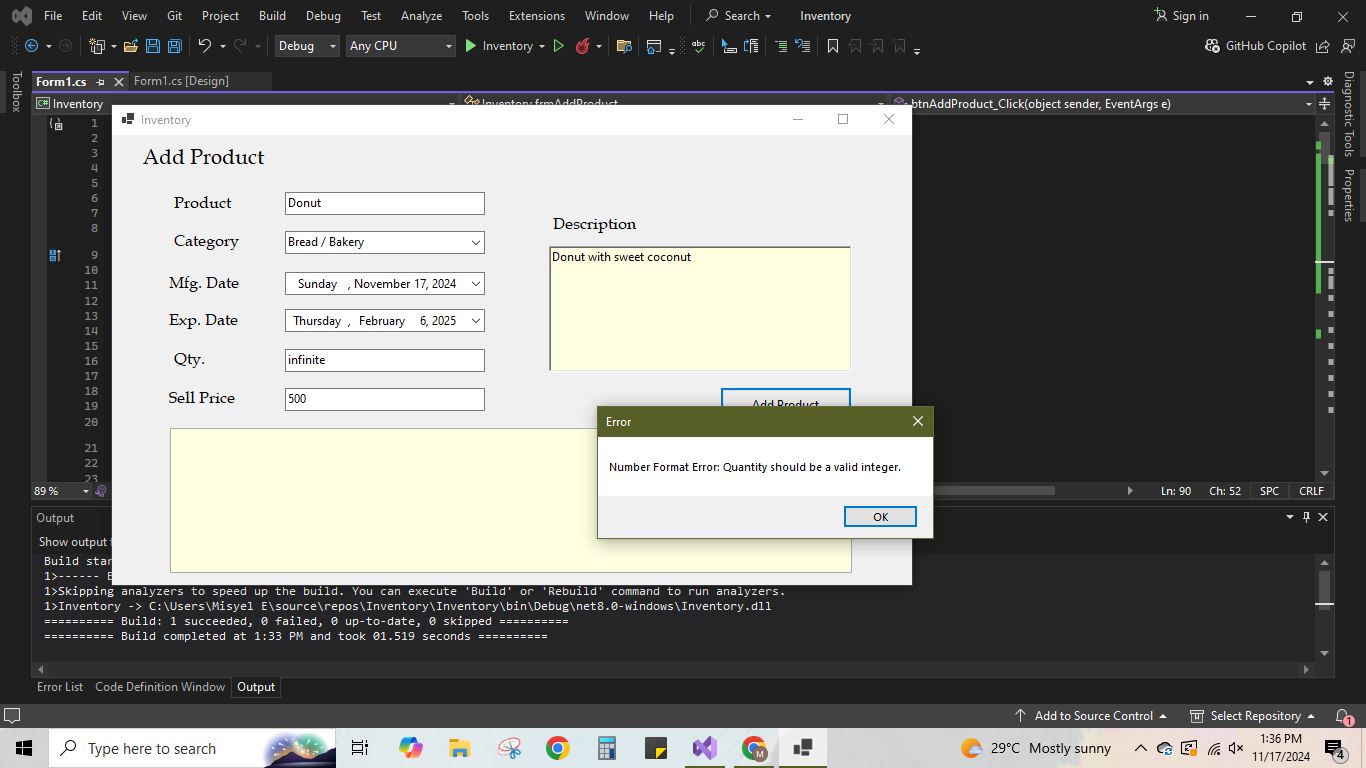 File Edit View Git Project Build Debug Test Analyze Tools Extensions Window Help Search Inventory Sign in
Debug Any CPU Inventory GitHub Copilot
Toolbox
Form1.cs Form1.cs [Design]
Inventory Inventory.frmAddProduct btnAddProduct_Click(object sender, EventArgs e)
Diagnostic Tools
Properties
1
2
3
4
5
6
7
8
9
10
11
12
13
14
15
16
17
18
19
20
21
22
23
Inventory
Add Product
Product Donut
Category Bread / Bakery
Mfg. Date Sunday , November 17, 2024
Exp. Date Thursday , February 6, 2025
Qty. infinite
Sell Price 500
Description
Donut with sweet coconut
Add Product
Error
Number Format Error: Quantity should be a valid integer.
OK
89 % Ln: 90 Ch: 52 SPC CRLF
Output
Show output
Build star
1>------
1>Skipping analyzers to speed up the build. You can execute 'Build' or 'Rebuild' command to run analyzers.
1>Inventory -> C:\Users\Misyel E\source\repos\Inventory\Inventory\bin\Debug\net8.0-windows\Inventory.dll
========== Build: 1 succeeded, 0 failed, 0 up-to-date, 0 skipped ==========
========== Build completed at 1:33 PM and took 01.519 seconds ==========
Error List Code Definition Window Output
Add to Source Control Select Repository 1
Type here to search 29°C Mostly sunny 1:36 PM
11/17/2024 4